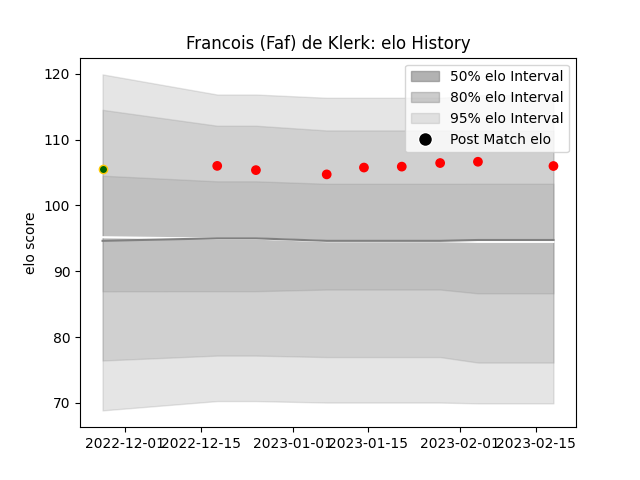 Francois (Faf) de Klerk: elo History
120
110
100
90
80
70
elo score
50% elo Interval
80% elo Interval
95% elo Interval
Post Match elo
2022-12-01
2022-12-15
2023-01-01
2023-01-15
2023-02-01
2023-02-15